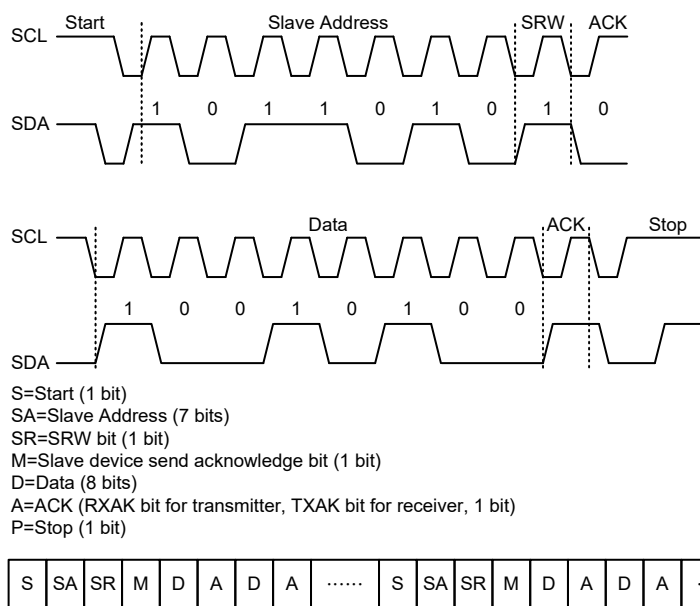 Start Slave Address SRW ACK
SCL
1 0 1 1 0 1 0 1 0
SDA
Data ACK Stop
SCL
1 0 0 1 0 1 0 0
SDA
S=Start (1 bit)
SA=Slave Address (7 bits)
SR=SRW bit (1 bit)
M=Slave device send acknowledge bit (1 bit)
D=Data (8 bits)
A=ACK (RXAK bit for transmitter, TXAK bit for receiver, 1 bit)
P=Stop (1 bit)
S SA SR M D A D A ...... S SA SR M D A D A